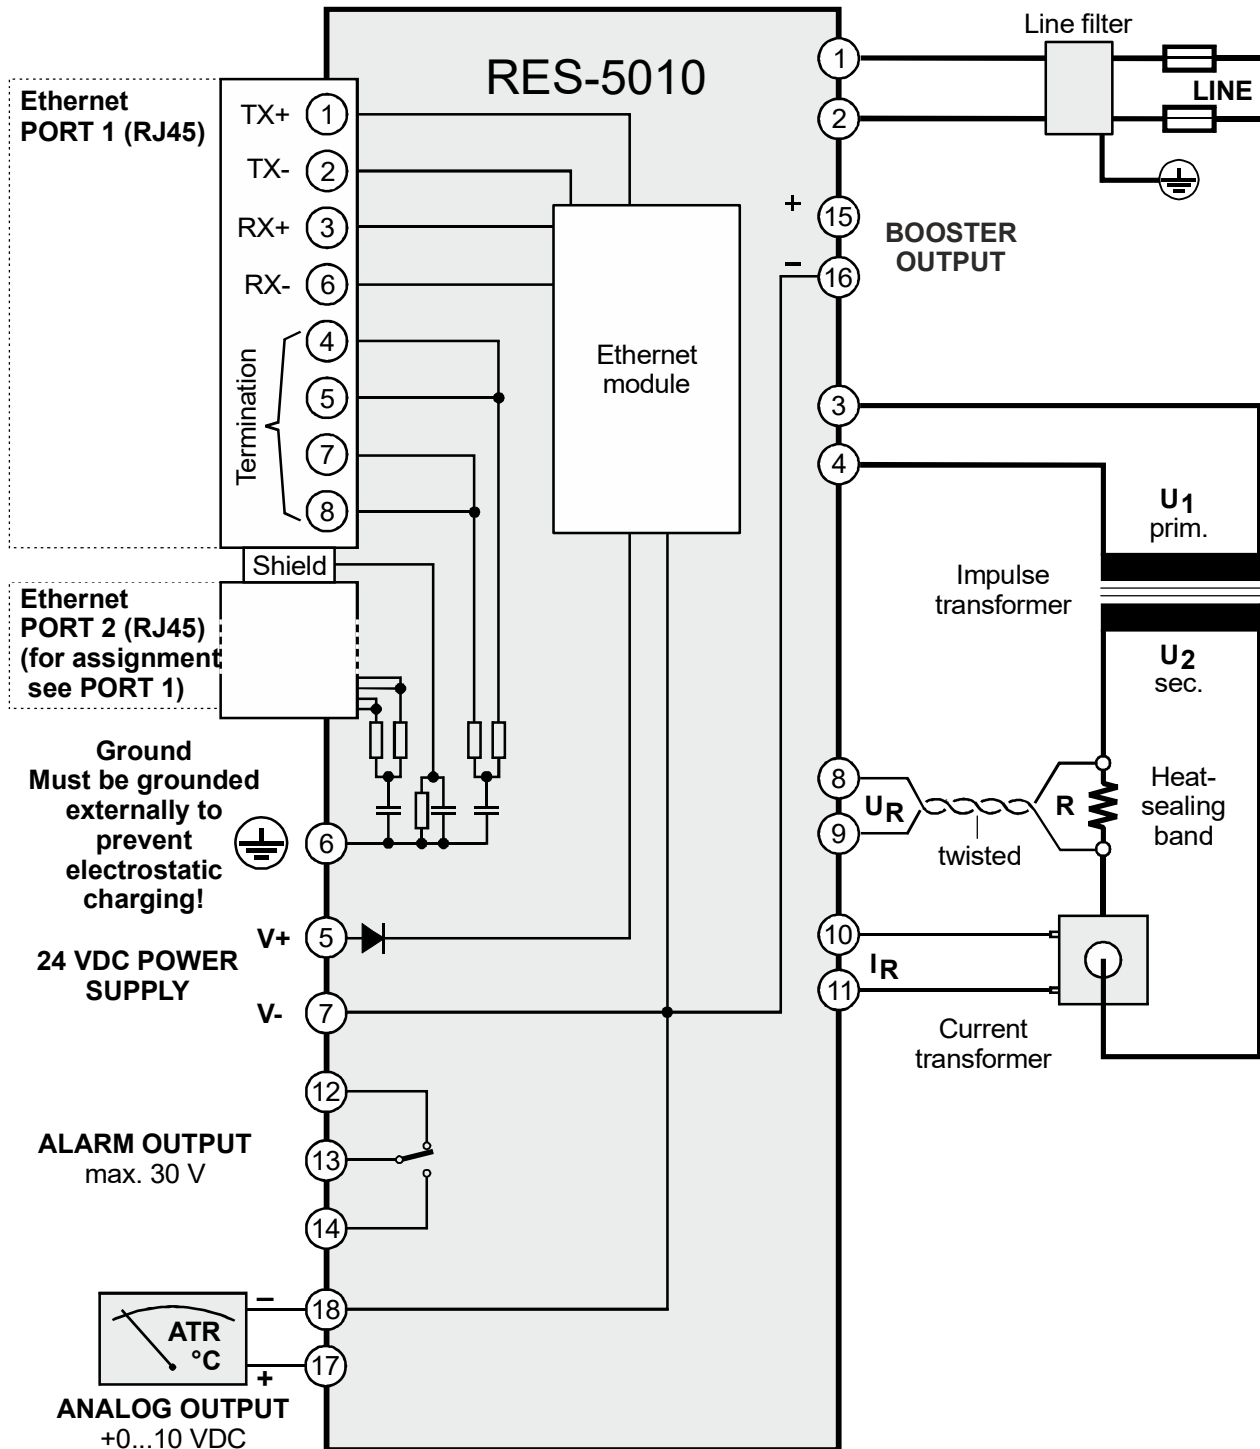 RES-5010
Ethernet
PORT 1 (RJ45)
TX+ 1
TX- 2
RX+ 3
RX- 6
Termination
4
5
7
8
Shield
Ethernet
PORT 2 (RJ45)
(for assignment
see PORT 1)
Ethernet
module
Ground
Must be grounded
externally to
prevent
electrostatic
charging!
6
24 VDC POWER
SUPPLY
V+ 5
V- 7
ALARM OUTPUT
max. 30 V
12
13
14
ATR
°C
– 18
+ 17
ANALOG OUTPUT
+0...10 VDC
Line filter
LINE
1
2
+ 15
– 16
BOOSTER
OUTPUT
3
4
U1
prim.
Impulse
transformer
U2
sec.
8
9
UR
twisted
R
Heat-
sealing
band
10
11
IR
Current
transformer